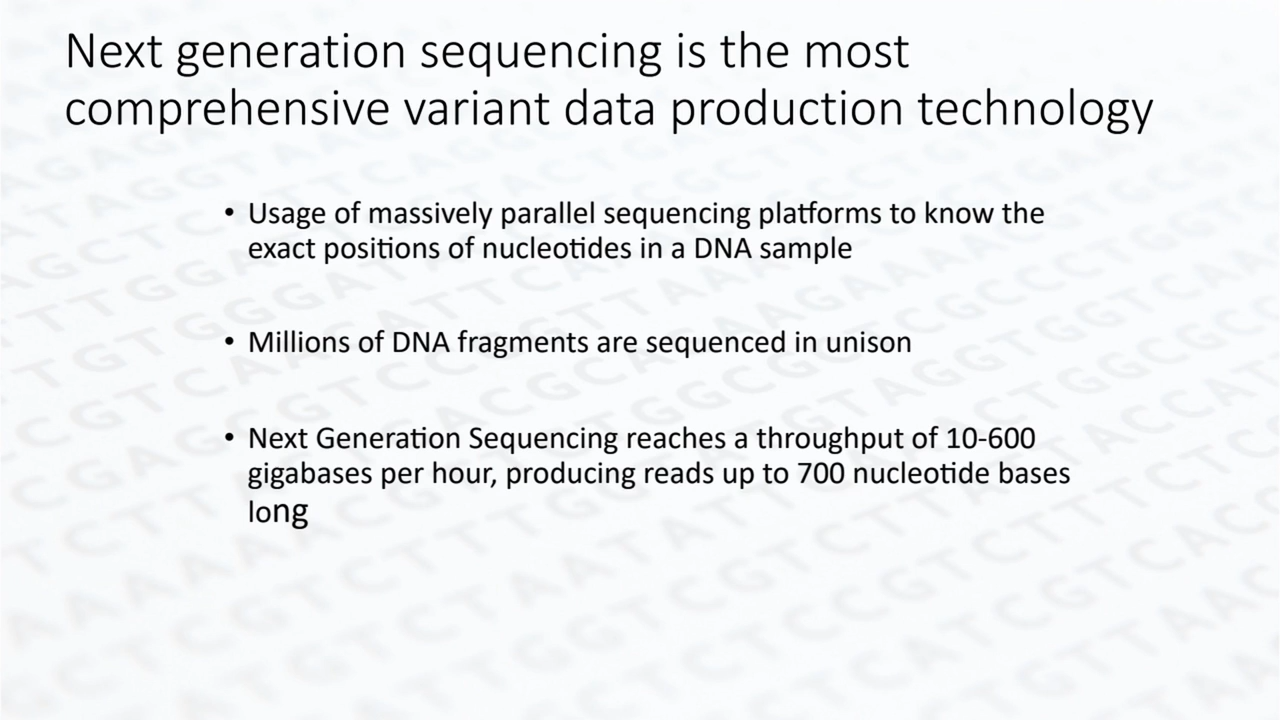 Next generation sequencing is the most
comprehensive variant data production technology
• Usage of massively parallel sequencing platforms to know the
exact positions of nucleotides in a DNA sample
• Millions of DNA fragments are sequenced in unison
• Next Generation Sequencing reaches a throughput of 10-600
gigabases per hour, producing reads up to 700 nucleotide bases
long